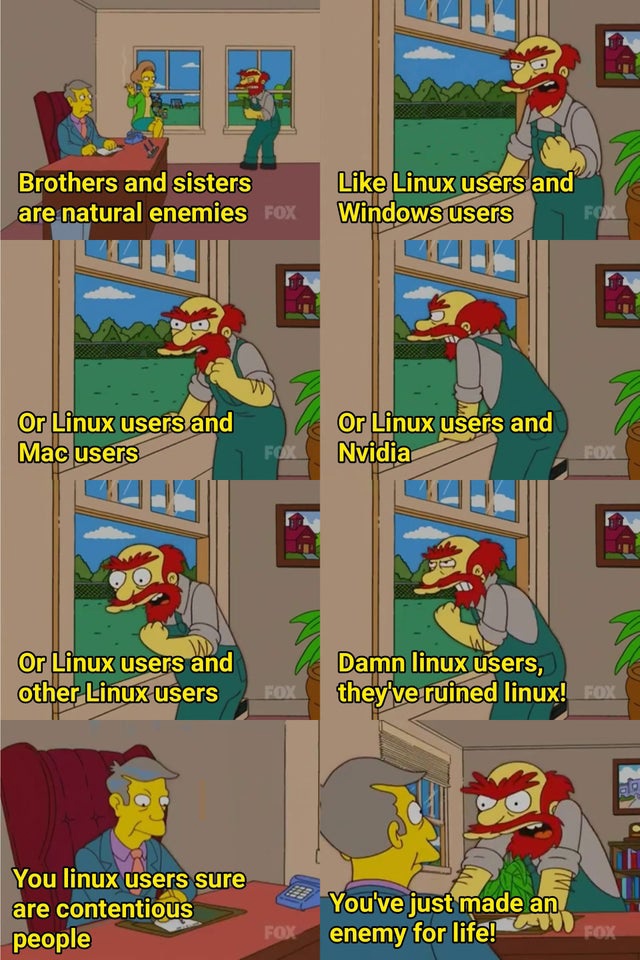 Brothers and sisters
are natural enemies
FOX
Like Linux users and
Windows users
FOX
Or Linux users and
Mac users
FOX
Or Linux users and
Nvidia
FOX
Or Linux users and
other Linux users
FOX
Damn linux users,
they've ruined linux!
FOX
You linux users sure
are contentious
people
FOX
You've just made an
enemy for life!
FOX